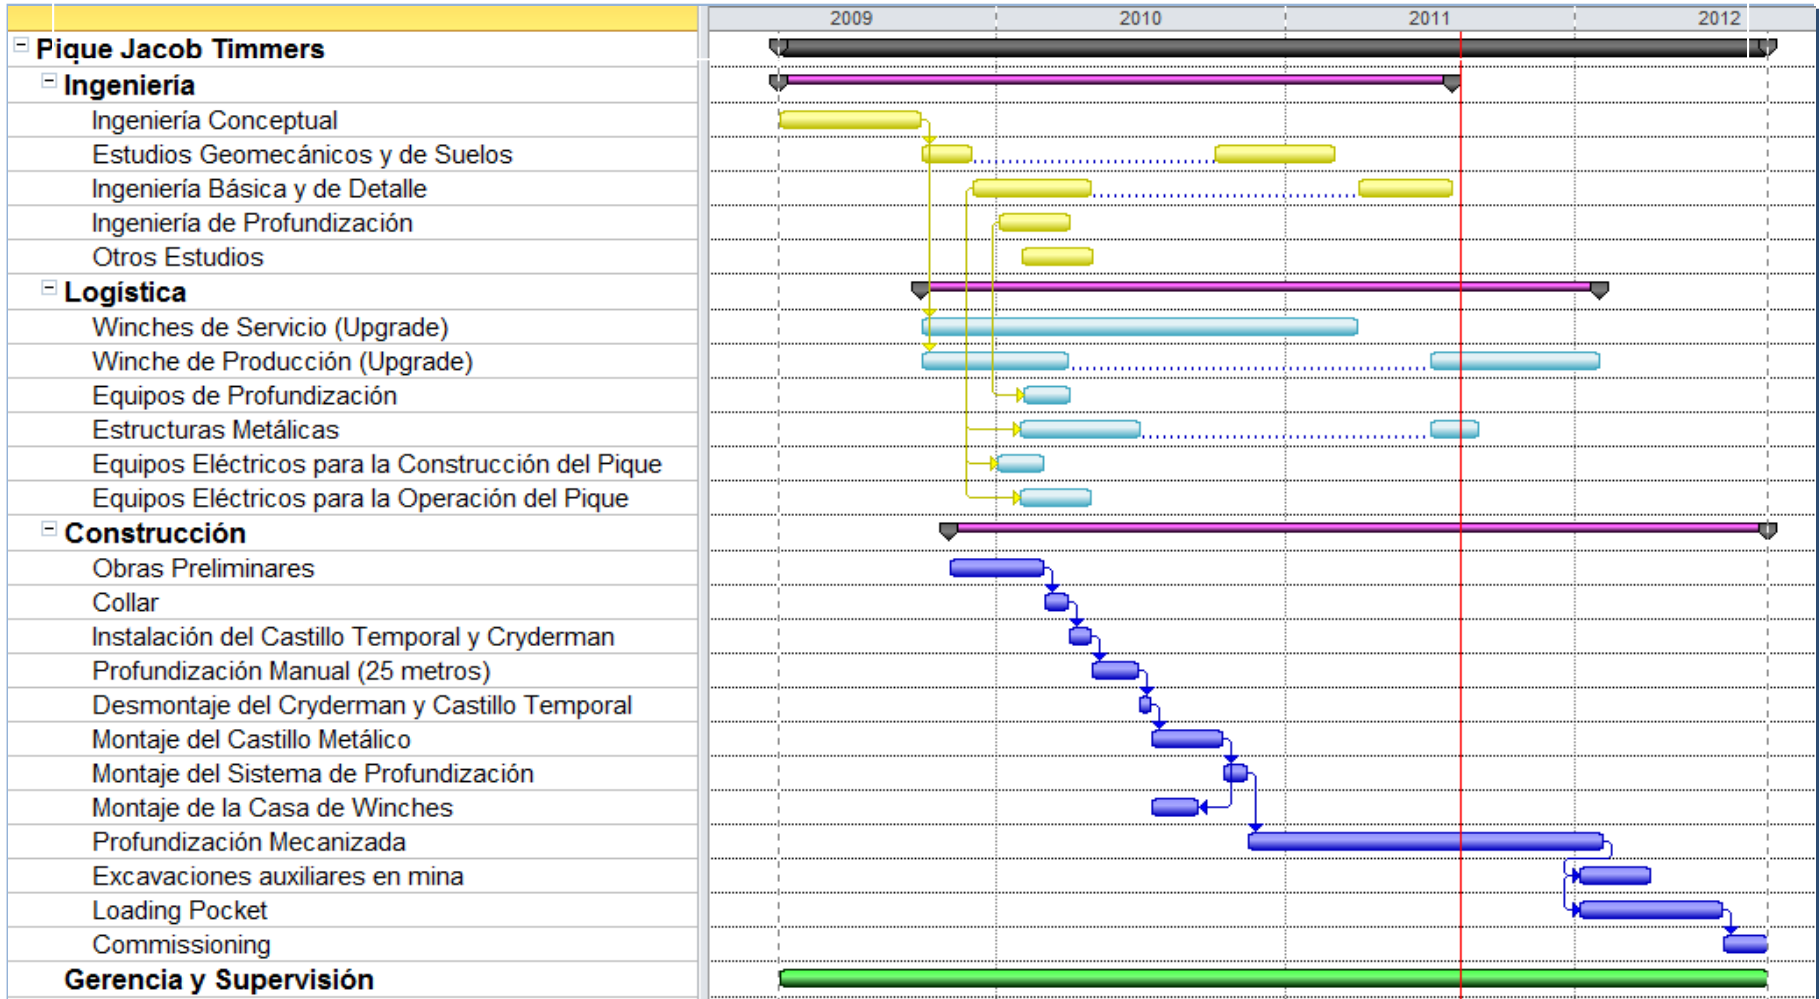 2009 2010 2011 2012
Pique Jacob Timmers
Ingeniería
Ingeniería Conceptual
Estudios Geomecánicos y de Suelos
Ingeniería Básica y de Detalle
Ingeniería de Profundización
Otros Estudios
Logística
Winches de Servicio (Upgrade)
Winche de Producción (Upgrade)
Equipos de Profundización
Estructuras Metálicas
Equipos Eléctricos para la Construcción del Pique
Equipos Eléctricos para la Operación del Pique
Construcción
Obras Preliminares
Collar
Instalación del Castillo Temporal y Cryderman
Profundización Manual (25 metros)
Desmontaje del Cryderman y Castillo Temporal
Montaje del Castillo Metálico
Montaje del Sistema de Profundización
Montaje de la Casa de Winches
Profundización Mecanizada
Excavaciones auxiliares en mina
Loading Pocket
Commissioning
Gerencia y Supervisión